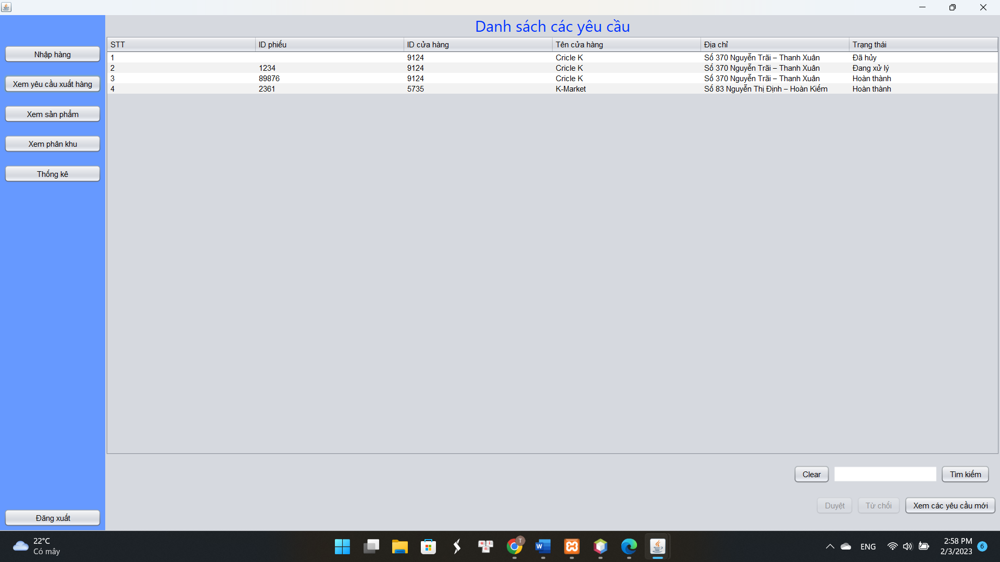 Danh sách các yêu cầu
Nhập hàng
Xem yêu cầu xuất hàng
Xem sản phẩm
Xem phân khu
Thống kê
Đăng xuất
STT ID phiếu ID cửa hàng Tên cửa hàng Địa chỉ Trạng thái
1 9124 Cricle K Số 370 Nguyễn Trãi – Thanh Xuân Đã hủy
2 1234 9124 Cricle K Số 370 Nguyễn Trãi – Thanh Xuân Đang xử lý
3 89876 9124 Cricle K Số 370 Nguyễn Trãi – Thanh Xuân Hoàn thành
4 2361 5735 K-Market Số 83 Nguyễn Thị Định – Hoàn Kiếm Hoàn thành
Clear Tìm kiếm
Duyệt Từ chối Xem các yêu cầu mới
22°C
Có mây
ENG
2:58 PM
2/3/2023
6